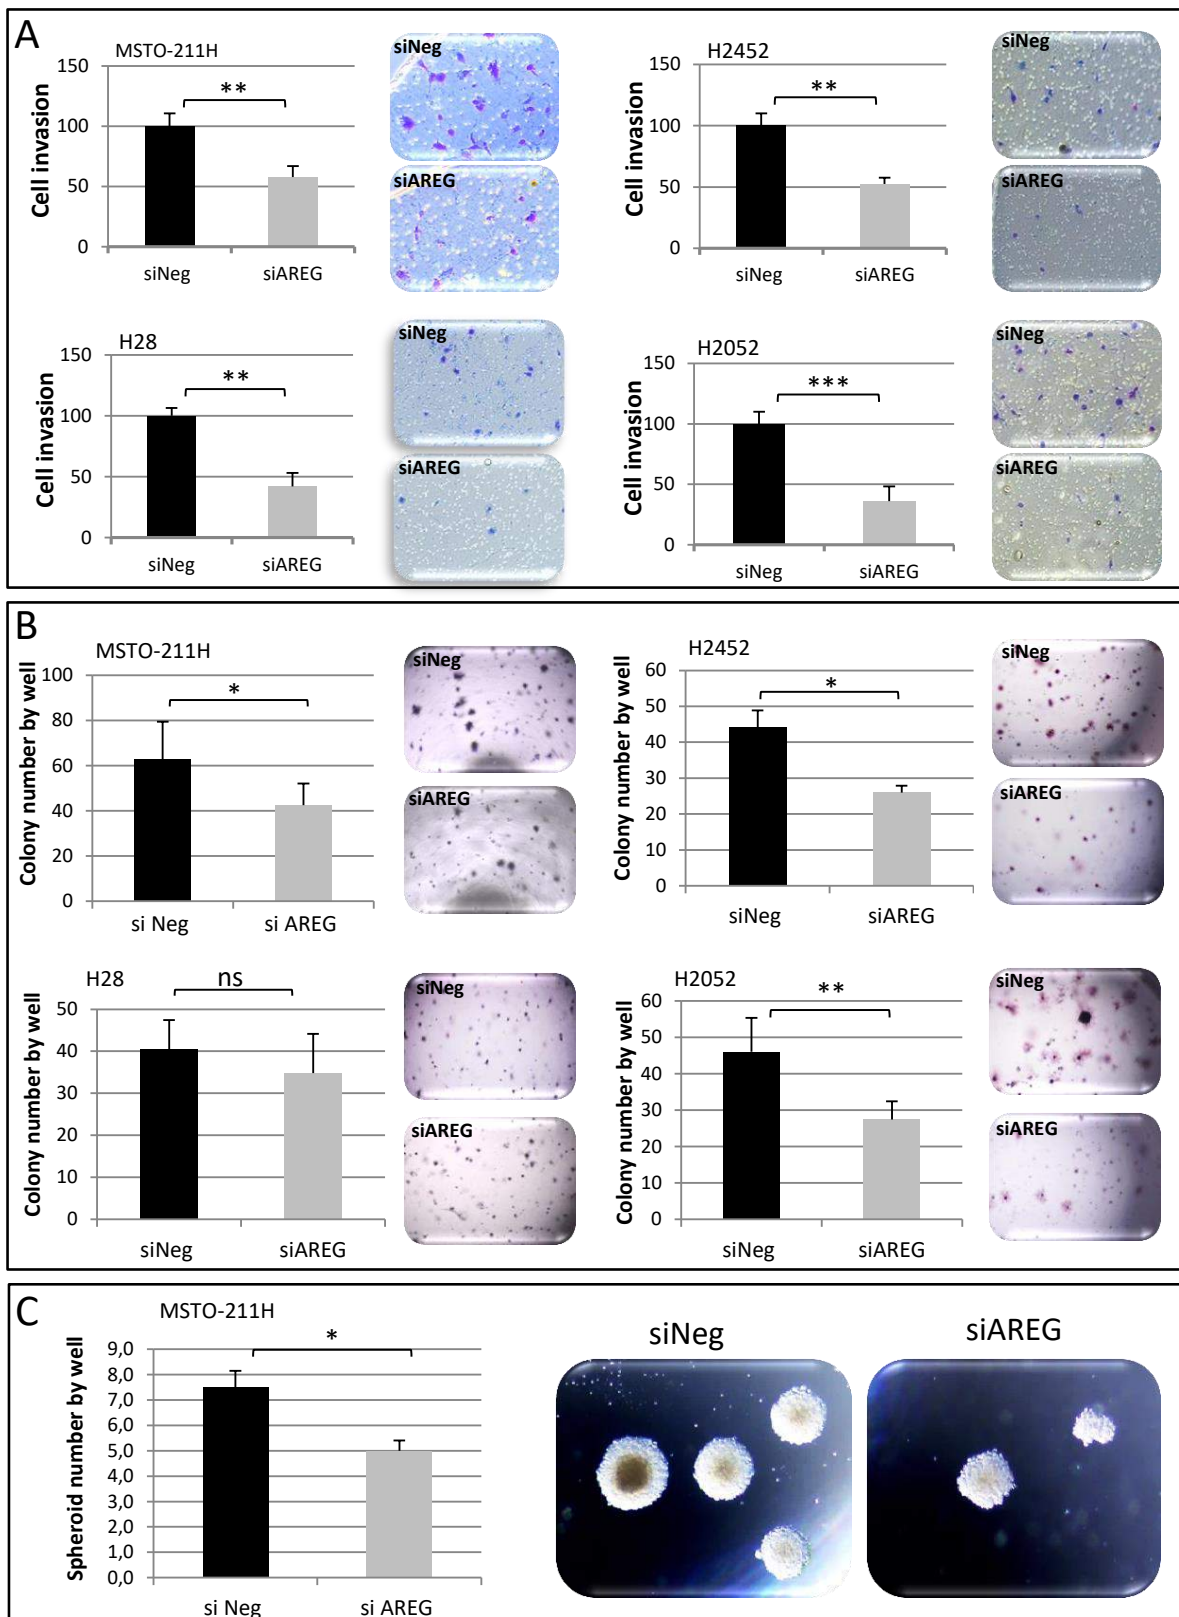 A
MSTO-211H
Cell invasion
150
100
50
0
**
siNeg
siAREG
siNeg
siAREG
H2452
Cell invasion
150
100
50
0
**
siNeg
siAREG
siNeg
siAREG
H28
Cell invasion
150
100
50
0
**
siNeg
siAREG
siNeg
siAREG
H2052
Cell invasion
150
100
50
0
***
siNeg
siAREG
siNeg
siAREG
B
MSTO-211H
Colony number by well
100
80
60
40
20
0
*
si Neg
si AREG
siNeg
siAREG
H2452
Colony number by well
60
50
40
30
20
10
0
*
siNeg
siAREG
siNeg
siAREG
H28
Colony number by well
50
40
30
20
10
0
ns
siNeg
siAREG
siNeg
siAREG
H2052
Colony number by well
60
50
40
30
20
10
0
**
siNeg
siAREG
siNeg
siAREG
C
MSTO-211H
Spheroid number by well
9,0
8,0
7,0
6,0
5,0
4,0
3,0
2,0
1,0
0,0
*
si Neg
si AREG
siNeg
siAREG